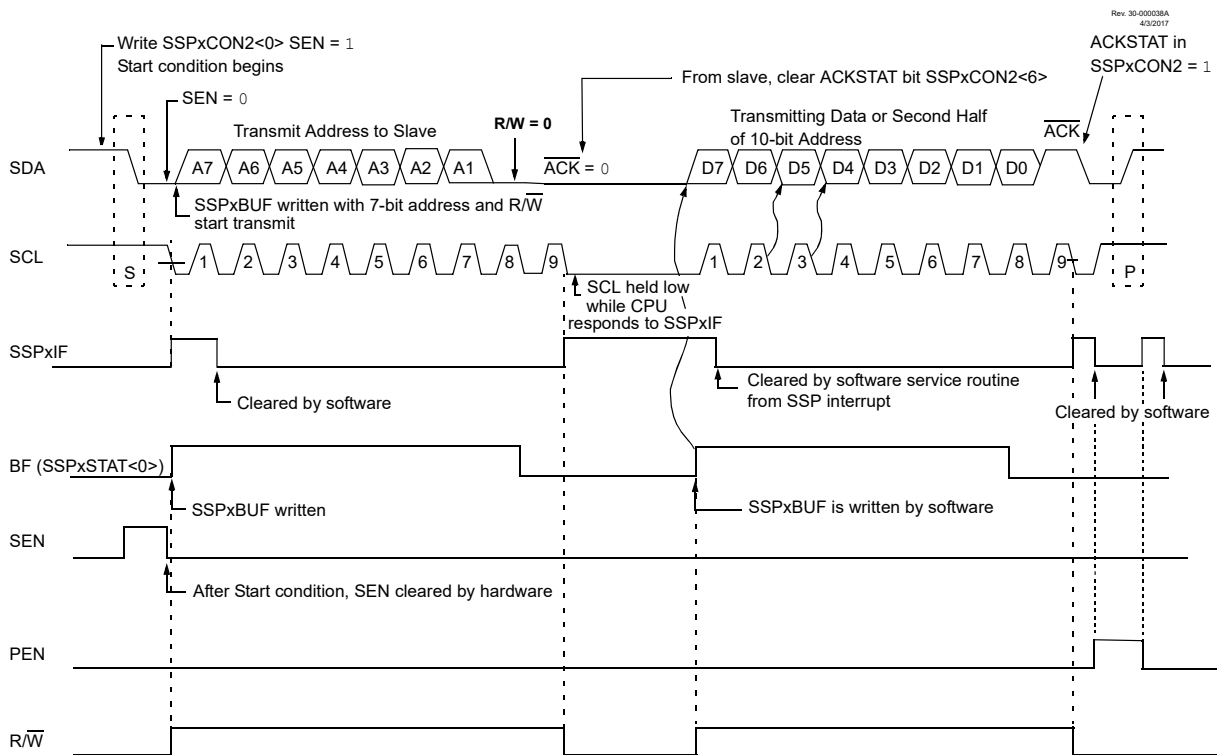 Rev. 30-000038A
4/3/2017
Write SSPxCON2<0> SEN = 1
Start condition begins
ACKSTAT in
SSPxCON2 = 1
From slave, clear ACKSTAT bit SSPxCON2<6>
SEN = 0
Transmit Address to Slave
R/W = 0
Transmitting Data or Second Half
of 10-bit Address
A̅C̅K̅
SDA
A7 A6 A5 A4 A3 A2 A1
A̅C̅K̅ = 0
D7 D6 D5 D4 D3 D2 D1 D0
SSPxBUF written with 7-bit address and R/W̅
start transmit
SCL
S
1 2 3 4 5 6 7 8 9
1 2 3 4 5 6 7 8 9
P
SCL held low
while CPU
responds to SSPxIF
SSPxIF
Cleared by software
Cleared by software service routine
from SSP interrupt
Cleared by software
BF (SSPxSTAT<0>)
SSPxBUF written
SSPxBUF is written by software
SEN
After Start condition, SEN cleared by hardware
PEN
R/W̅